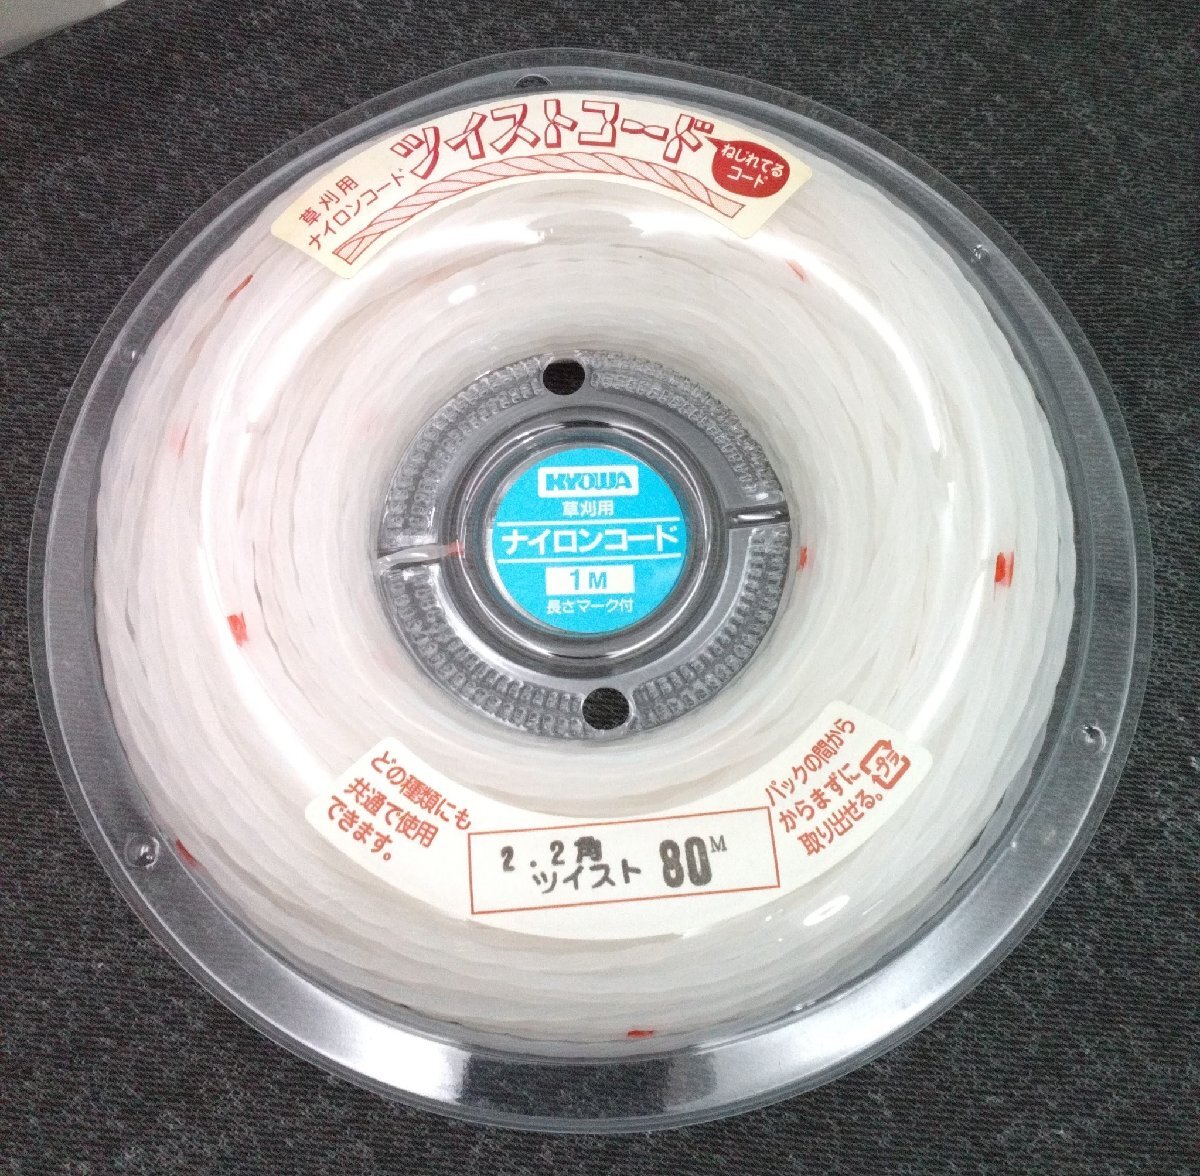 草刈用
ナイロンコード
ツイストコード
ねじれてる
コード
KYOWA
草刈用
ナイロンコード
1M
長さマーク付
どの種類にも
共通で使用
できます。
2.2角
ツイスト 80M
パックの間から
からまずに
取り出せる。
プラ